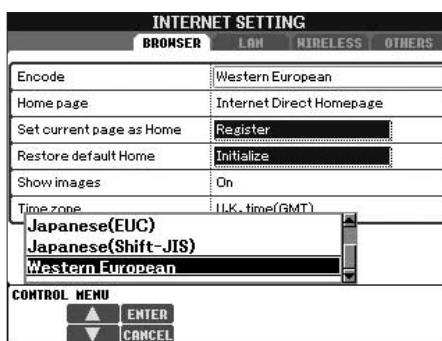 INTERNET SETTING
BROWSER LAN WIRELESS OTHERS
Encode Western European
Home page Internet Direct Homepage
Set current page as Home Register
Restore default Home Initialize
Show images On
Time zone U.K. time(GMT)
Japanese(EUC)
Japanese(Shift-JIS)
Western European
CONTROL MENU
ENTER
CANCEL